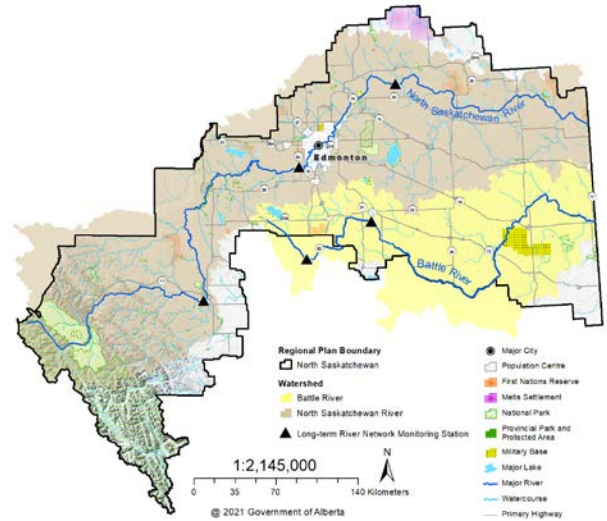 North Saskatchewan River
Edmonton
Battle River
Regional Plan Boundary
North Saskatchewan
Watershed
Battle River
North Saskatchewan River
Long-term River Network Monitoring Station
1:2,145,000
N
0 35 70 140 Kilometers
@ 2021 Government of Alberta
Major City
Population Centre
First Nations Reserve
Metis Settlement
National Park
Provincial Park and
Protected Area
Military Base
Major Lake
Major River
Watercourse
Primery Highway